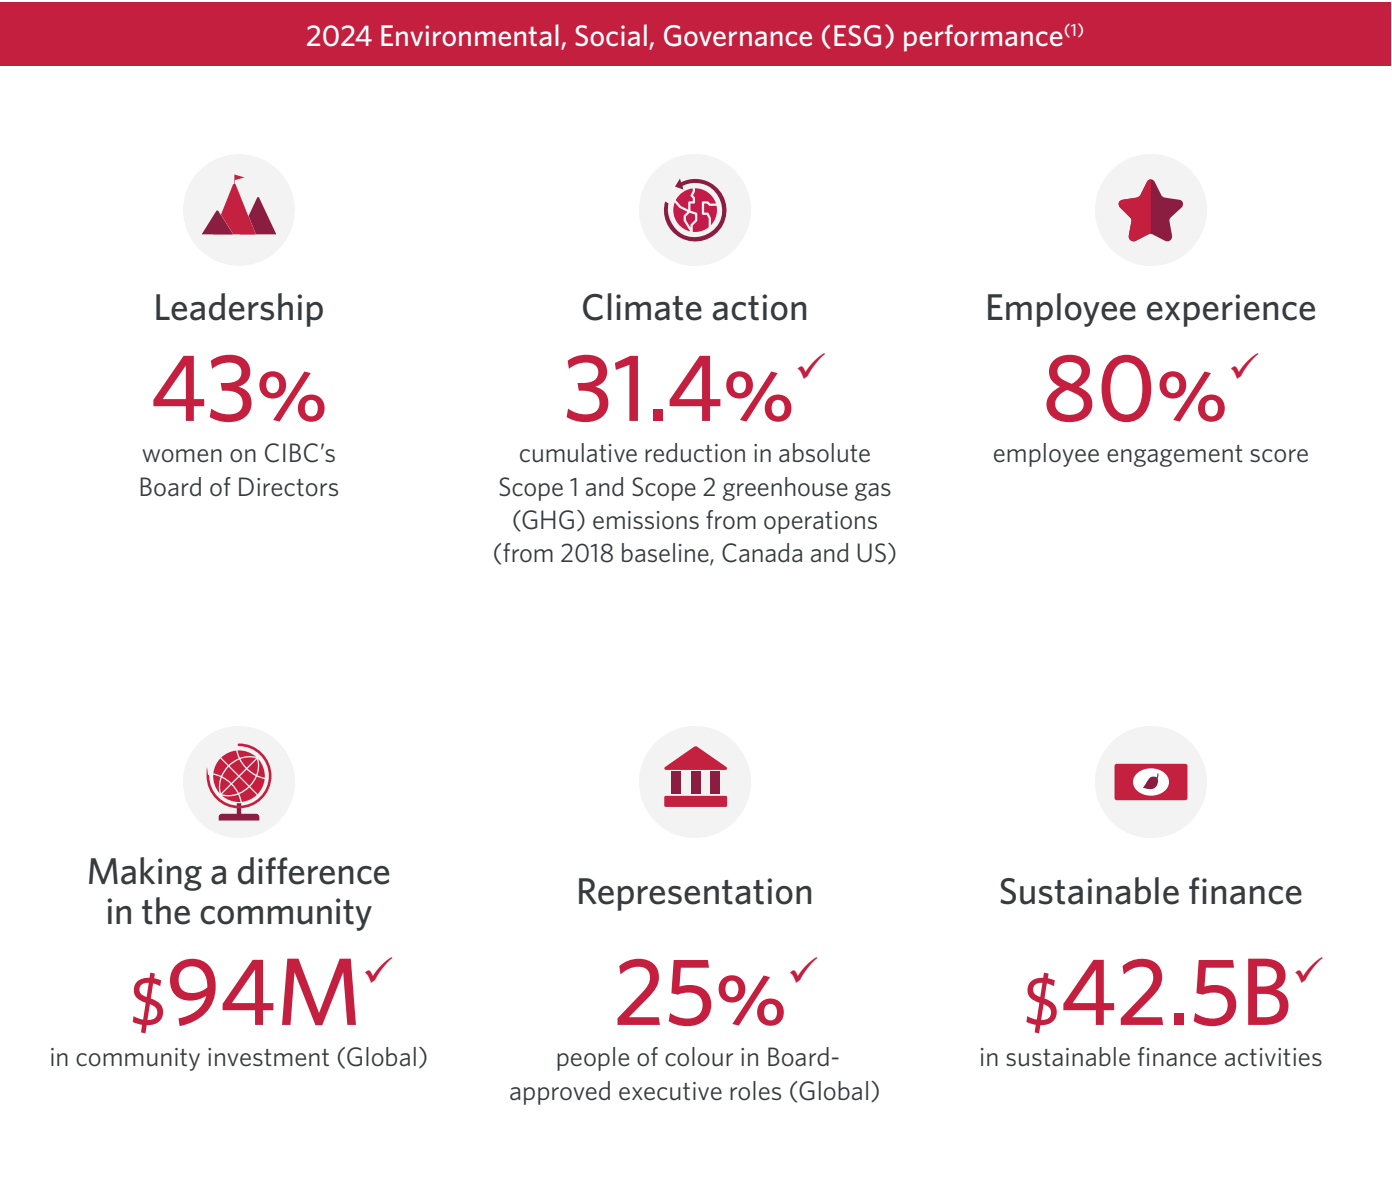 2024 Environmental, Social, Governance (ESG) performance(1)
Leadership
43%
women on CIBC's
Board of Directors
Climate action
31.4%✓
cumulative reduction in absolute
Scope 1 and Scope 2 greenhouse gas
(GHG) emissions from operations
(from 2018 baseline, Canada and US)
Employee experience
80%✓
employee engagement score
Making a difference
in the community
$94M✓
in community investment (Global)
Representation
25%✓
people of colour in Board-
approved executive roles (Global)
Sustainable finance
$42.5B✓
in sustainable finance activities